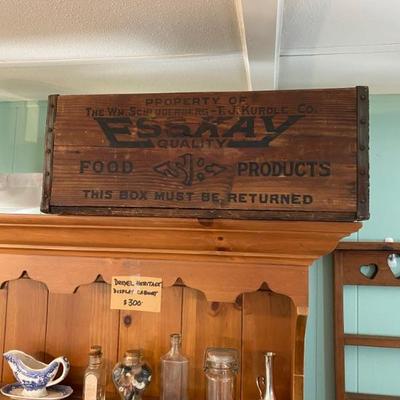 PROPERTY OF
THE WM. SCHLUDERBERG - T. J. KURDLE CO.
ESSKAY
QUALITY
FOOD PRODUCTS
THIS BOX MUST BE RETURNED
DREXEL HERITAGE
DISPLAY CABINET
$300